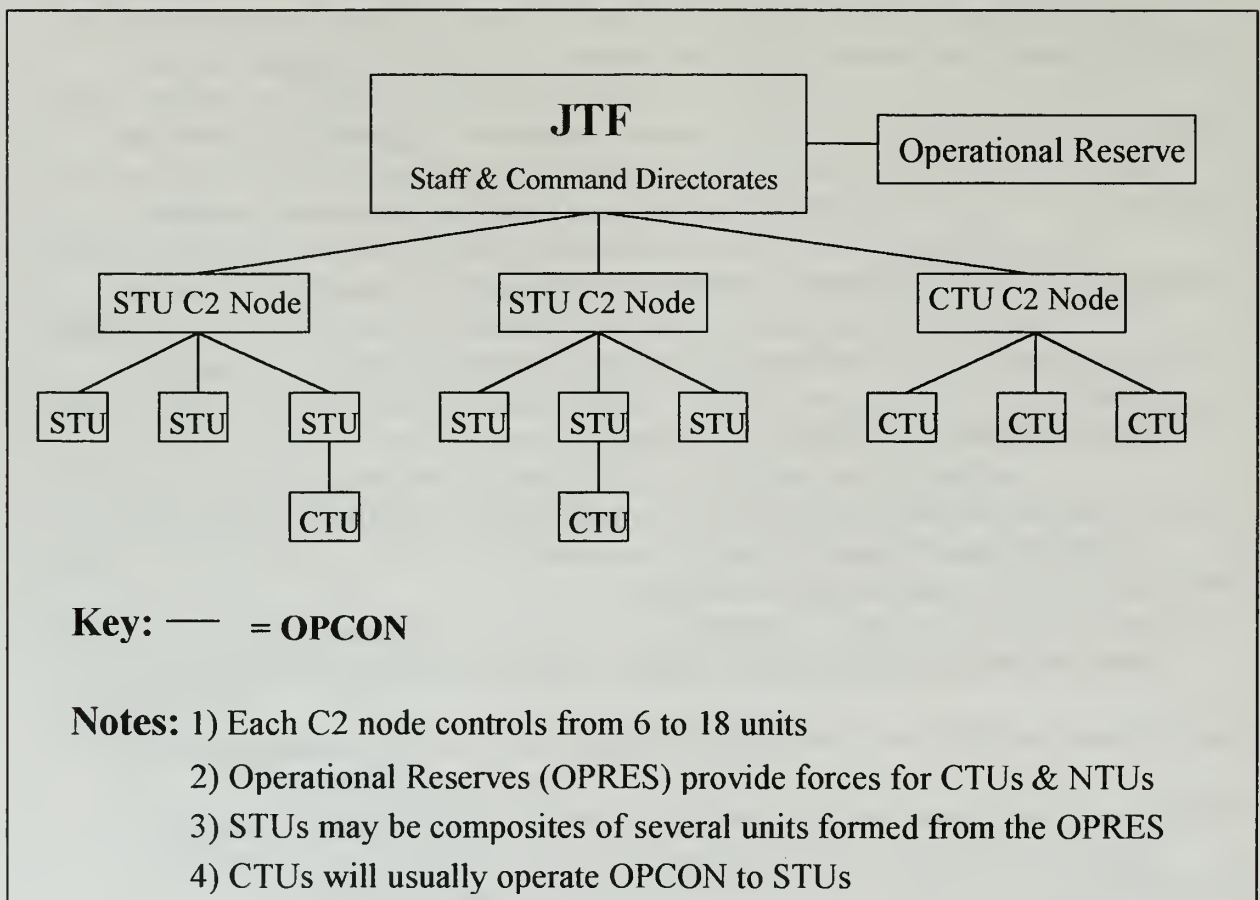 JTF
Staff & Command Directorates
Operational Reserve
STU C2 Node
STU C2 Node
CTU C2 Node
STU
STU
STU
STU
STU
STU
CTU
CTU
CTU
CTU
CTU
Key: — = OPCON
Notes: 1) Each C2 node controls from 6 to 18 units
2) Operational Reserves (OPRES) provide forces for CTUs & NTUs
3) STUs may be composites of several units formed from the OPRES
4) CTUs will usually operate OPCON to STUs